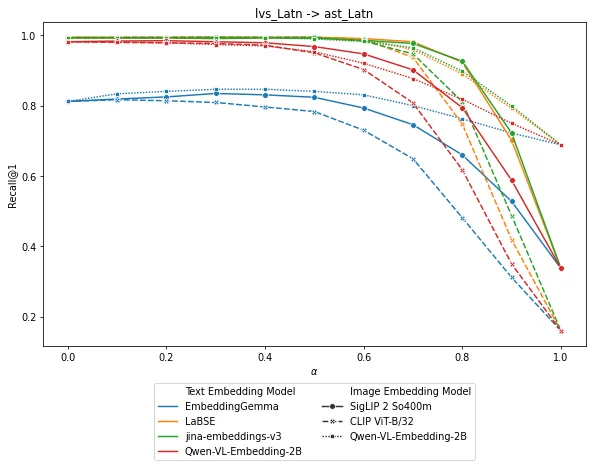 lvs_Latn -> ast_Latn
Recall@1
1.0
0.8
0.6
0.4
0.2
0.0 0.2 0.4 0.6 0.8 1.0
α
Text Embedding Model Image Embedding Model
EmbeddingGemma SigLIP 2 So400m
LaBSE CLIP ViT-B/32
jina-embeddings-v3 Qwen-VL-Embedding-2B
Qwen-VL-Embedding-2B